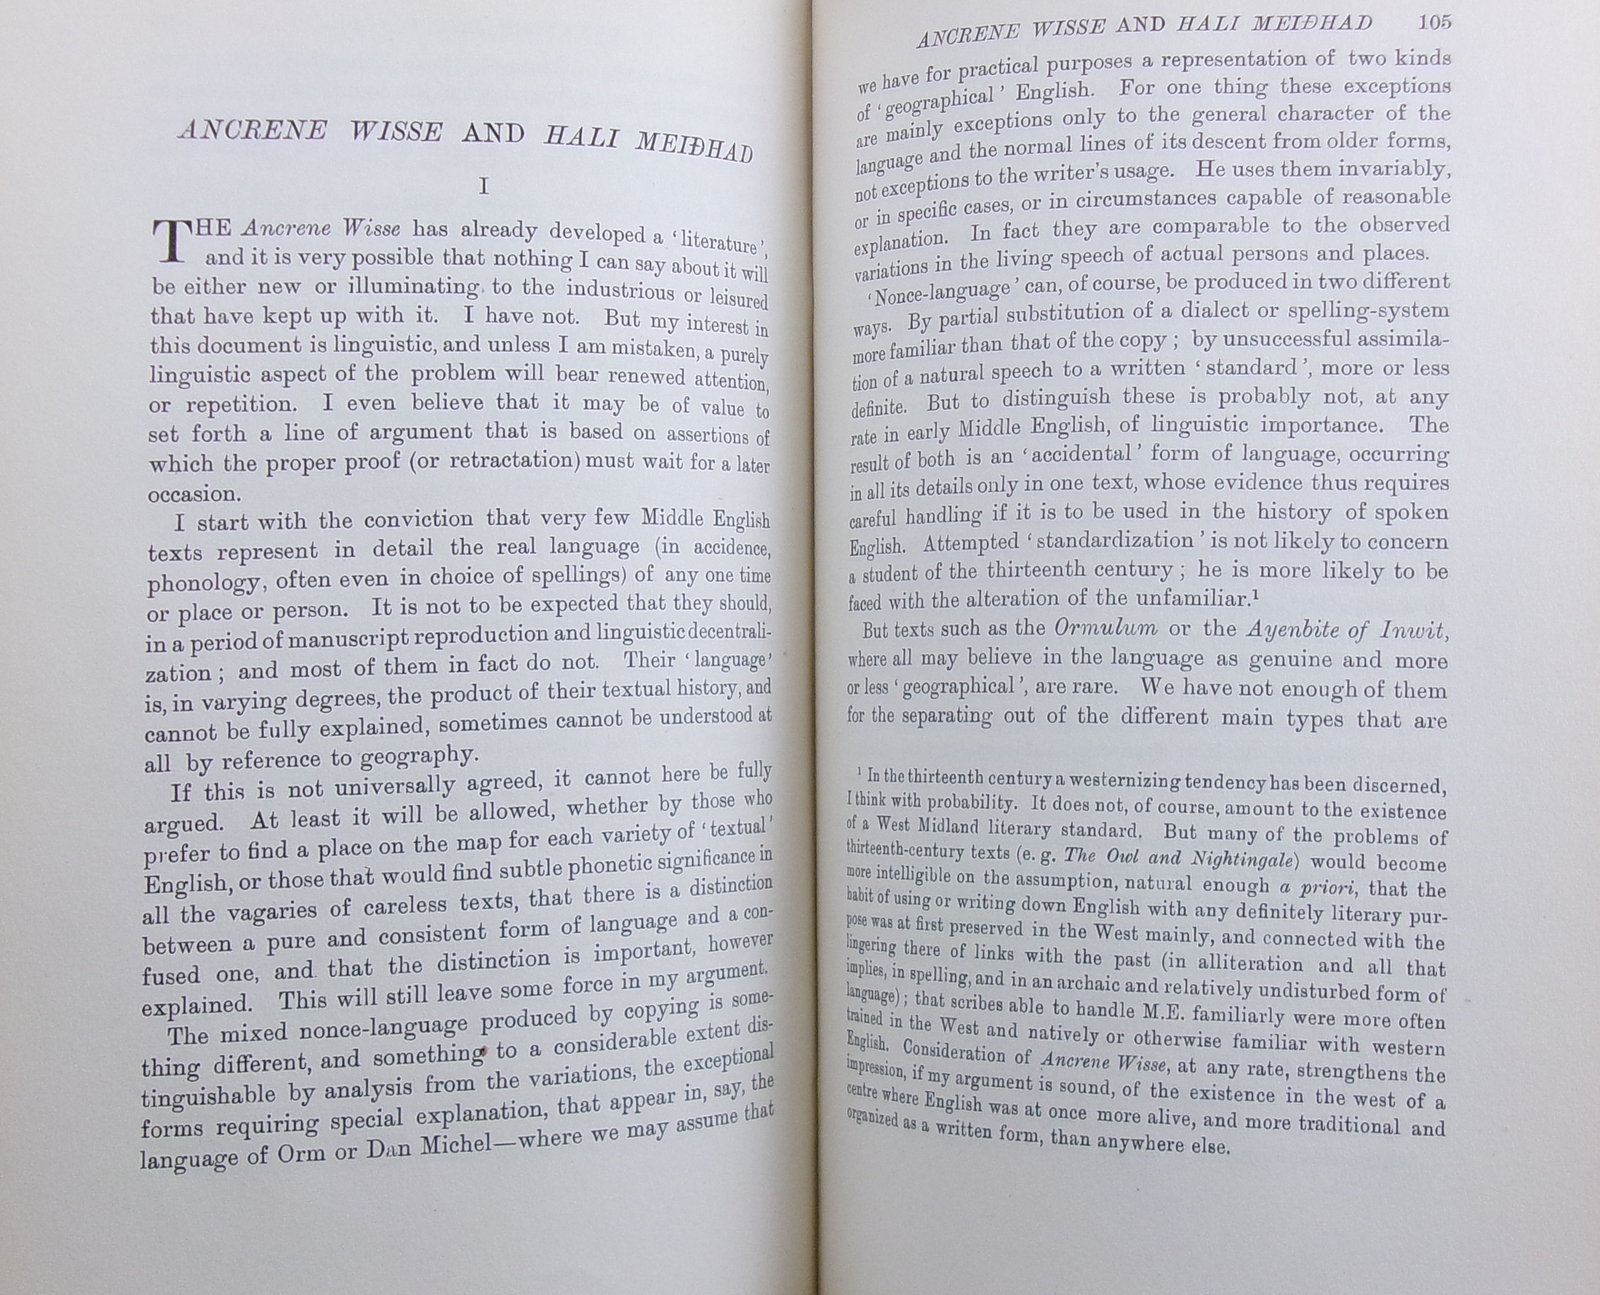 ANCRENE WISSE AND HALI MEIÐHAD
I
THE Ancrene Wisse has already developed a ‘literature’,
and it is very possible that nothing I can say about it will
be either new or illuminating to the industrious or leisured
that have kept up with it. I have not. But my interest in
this document is linguistic, and unless I am mistaken, a purely
linguistic aspect of the problem will bear renewed attention,
or repetition. I even believe that it may be of value to
set forth a line of argument that is based on assertions of
which the proper proof (or retractation) must wait for a later
occasion.
I start with the conviction that very few Middle English
texts represent in detail the real language (in accidence,
phonology, often even in choice of spellings) of any one time
or place or person. It is not to be expected that they should,
in a period of manuscript reproduction and linguistic decentrali-
zation ; and most of them in fact do not. Their ‘language’
is, in varying degrees, the product of their textual history, and
cannot be fully explained, sometimes cannot be understood at
all by reference to geography.
If this is not universally agreed, it cannot here be fully
argued. At least it will be allowed, whether by those who
prefer to find a place on the map for each variety of ‘textual’
English, or those that would find subtle phonetic significance in
all the vagaries of careless texts, that there is a distinction
between a pure and consistent form of language and a con-
fused one, and that the distinction is important, however
explained. This will still leave some force in my argument.
The mixed nonce-language produced by copying is some-
thing different, and something to a considerable extent dis-
tinguishable by analysis from the variations, the exceptional
forms requiring special explanation, that appear in, say, the
language of Orm or Dan Michel—where we may assume that
ANCRENE WISSE AND HALI MEIÐHAD 105
we have for practical purposes a representation of two kinds
of ‘geographical’ English. For one thing these exceptions
are mainly exceptions only to the general character of the
language and the normal lines of its descent from older forms,
not exceptions to the writer's usage. He uses them invariably,
or in specific cases, or in circumstances capable of reasonable
explanation. In fact they are comparable to the observed
variations in the living speech of actual persons and places.
‘Nonce-language’ can, of course, be produced in two different
ways. By partial substitution of a dialect or spelling-system
more familiar than that of the copy ; by unsuccessful assimila-
tion of a natural speech to a written ‘standard’, more or less
definite. But to distinguish these is probably not, at any
rate in early Middle English, of linguistic importance. The
result of both is an ‘accidental’ form of language, occurring
in all its details only in one text, whose evidence thus requires
careful handling if it is to be used in the history of spoken
English. Attempted ‘standardization’ is not likely to concern
a student of the thirteenth century ; he is more likely to be
faced with the alteration of the unfamiliar.¹
But texts such as the Ormulum or the Ayenbite of Inwit,
where all may believe in the language as genuine and more
or less ‘geographical’, are rare. We have not enough of them
for the separating out of the different main types that are
¹ In the thirteenth century a westernizing tendency has been discerned,
I think with probability. It does not, of course, amount to the existence
of a West Midland literary standard. But many of the problems of
thirteenth-century texts (e. g. The Owl and Nightingale) would become
more intelligible on the assumption, natural enough a priori, that the
habit of using or writing down English with any definitely literary pur-
pose was at first preserved in the West mainly, and connected with the
lingering there of links with the past (in alliteration and all that
implies, in spelling, and in an archaic and relatively undisturbed form of
language) ; that scribes able to handle M.E. familiarly were more often
trained in the West and natively or otherwise familiar with western
English. Consideration of Ancrene Wisse, at any rate, strengthens the
impression, if my argument is sound, of the existence in the west of a
centre where English was at once more alive, and more traditional and
organized as a written form, than anywhere else.